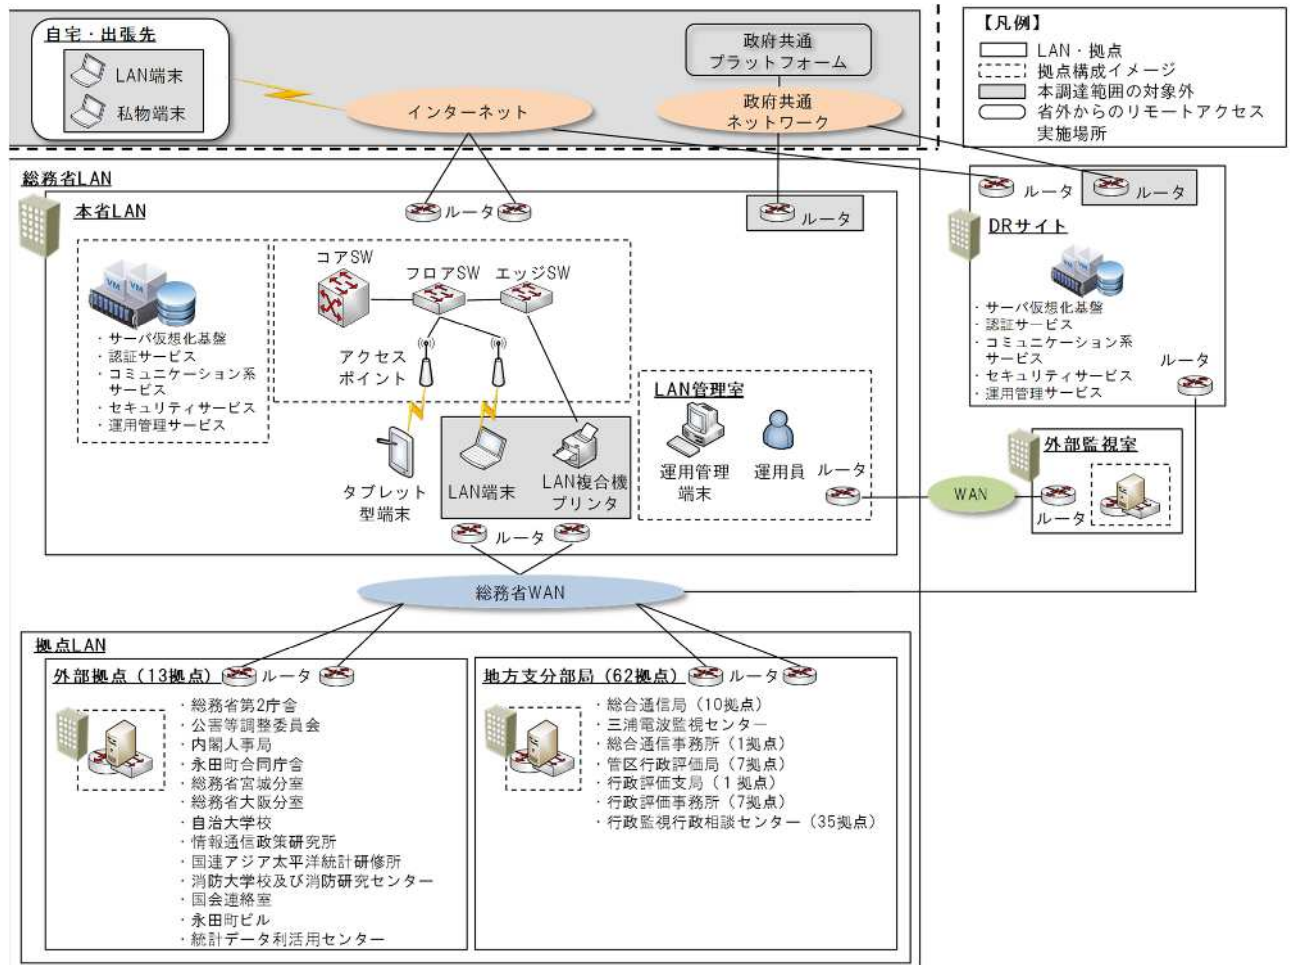 自宅・出張先
LAN端末
私物端末
政府共通
プラットフォーム
インターネット
政府共通
ネットワーク
【凡例】
LAN・拠点
拠点構成イメージ
本調達範囲の対象外
省外からのリモートアクセス
実施場所
総務省LAN
本省LAN
ルータ
ルータ
ルータ
ルータ
DRサイト
コアSW
フロアSW
エッジSW
・サーバ仮想化基盤
・認証サービス
・コミュニケーション系
サービス
・セキュリティサービス
・運用管理サービス
アクセス
ポイント
・サーバ仮想化基盤
・認証サービス
・コミュニケーション系
サービス
・セキュリティサービス
・運用管理サービス
ルータ
LAN管理室
運用管理
端末
運用員
ルータ
タブレット
型端末
LAN端末
LAN複合機
プリンタ
WAN
外部監視室
ルータ
ルータ
総務省WAN
拠点LAN
外部拠点（13拠点）
ルータ
・総務省第2庁舎
・公害等調整委員会
・内閣人事局
・永田町合同庁舎
・総務省宮城分室
・総務省大阪分室
・自治大学校
・情報通信政策研究所
・国連アジア太平洋統計研修所
・消防大学校及び消防研究センター
・国会連絡室
・永田町ビル
・統計データ利活用センター
地方支分部局（62拠点）
ルータ
・総合通信局（10拠点）
・三浦電波監視センター
・総合通信事務所（1拠点）
・管区行政評価局（7拠点）
・行政評価支局（1 拠点）
・行政評価事務所（7拠点）
・行政監視行政相談センター（35拠点）
VM
VM
VM
VM